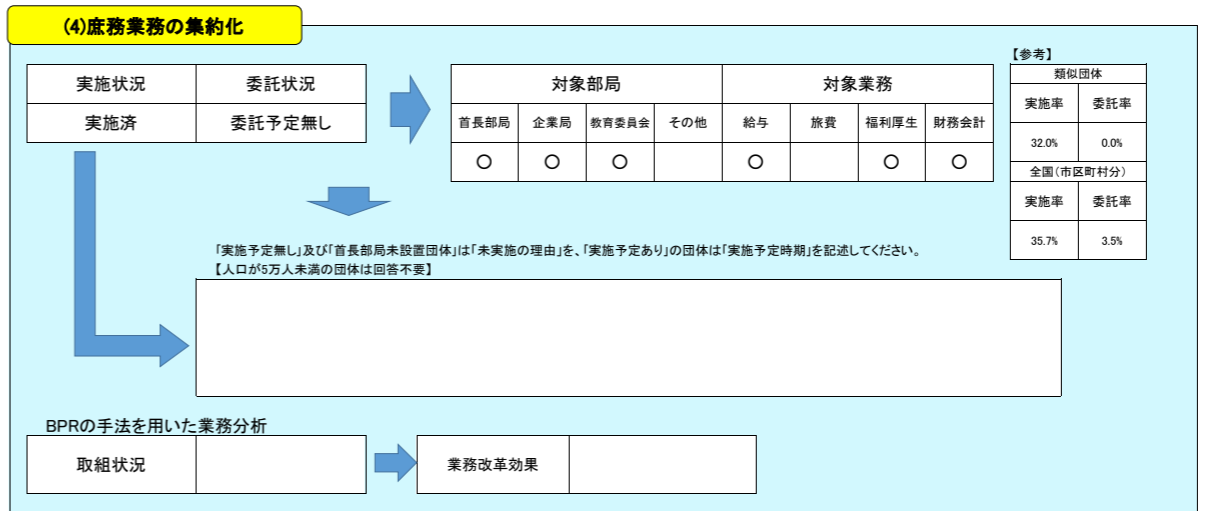 (4)庶務業務の集約化
実施状況 委託状況
実施済 委託予定無し
対象部局 対象業務
首長部局 企業局 教育委員会 その他 給与 旅費 福利厚生 財務会計
〇 〇 〇 〇 〇 〇
【参考】
類似団体
実施率 委託率
32.0% 0.0%
全国(市区町村分)
実施率 委託率
35.7% 3.5%
「実施予定無し」及び「首長部局未設置団体」は「未実施の理由」を、「実施予定あり」の団体は「実施予定時期」を記述してください。
【人口が5万人未満の団体は回答不要】
BPRの手法を用いた業務分析
取組状況 業務改革効果